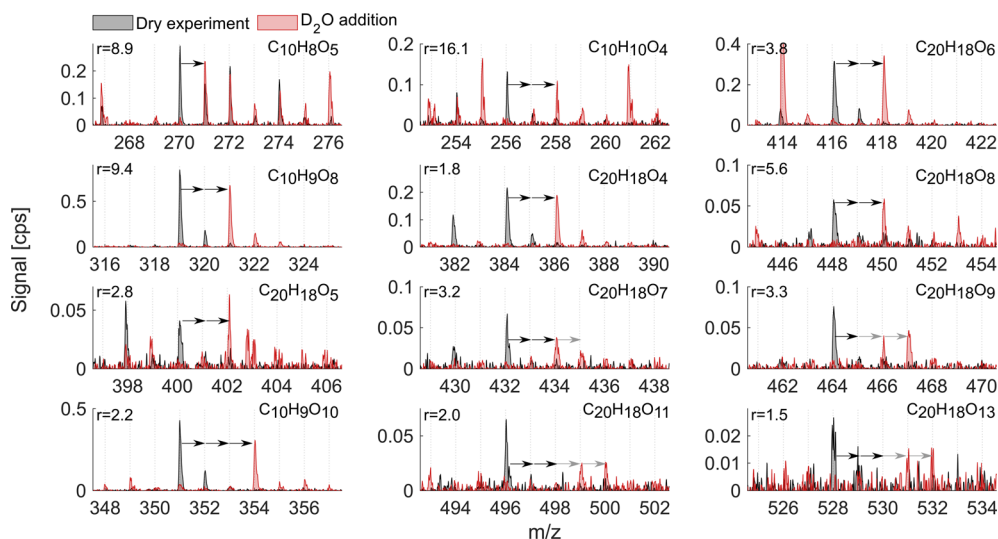 Dry experiment D₂O addition
r=8.9 C₁₀H₈O₅
0.2
0.1
0
268 270 272 274 276
r=16.1 C₁₀H₁₀O₄
0.2
0.1
0
254 256 258 260 262
r=3.8 C₂₀H₁₈O₆
0.4
0.2
0
414 416 418 420 422
r=9.4 C₁₀H₉O₈
0.5
0
316 318 320 322 324
r=1.8 C₂₀H₁₈O₄
0.2
0.1
0
382 384 386 388 390
r=5.6 C₂₀H₁₈O₈
0.1
0.05
0
446 448 450 452 454
Signal [cps]
r=2.8 C₂₀H₁₈O₅
0.05
0
398 400 402 404 406
r=3.2 C₂₀H₁₈O₇
0.1
0.05
0
430 432 434 436 438
r=3.3 C₂₀H₁₈O₉
0.1
0.05
0
462 464 466 468 470
r=2.2 C₁₀H₉O₁₀
0.5
0
348 350 352 354 356
r=2.0 C₂₀H₁₈O₁₁
0.05
0
494 496 498 500 502
r=1.5 C₂₀H₁₈O₁₃
0.02
0.01
0
526 528 530 532 534
m/z